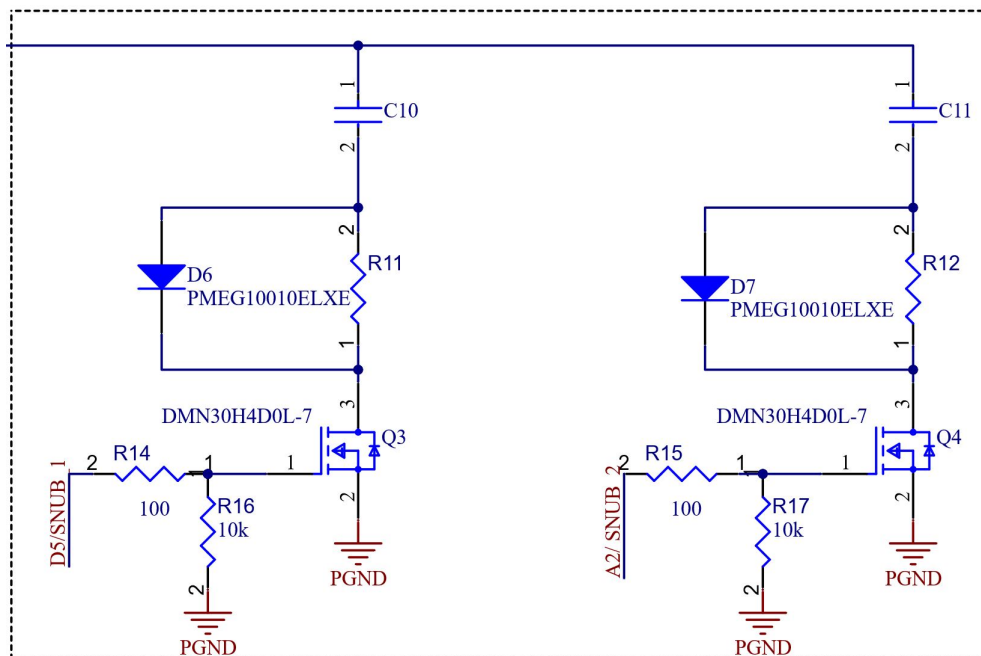 1
C10
2
1
C11
2
2
R11
D6
PMEG10010ELXE
1
2
R12
D7
PMEG10010ELXE
1
DMN30H4D0L-7
3
Q3
D5/SNUB 1
2
R14
1
100
1
2
R16
10k
2
PGND
PGND
DMN30H4D0L-7
3
Q4
A2/ SNUB 2
2
R15
1
100
1
2
R17
10k
2
PGND
PGND